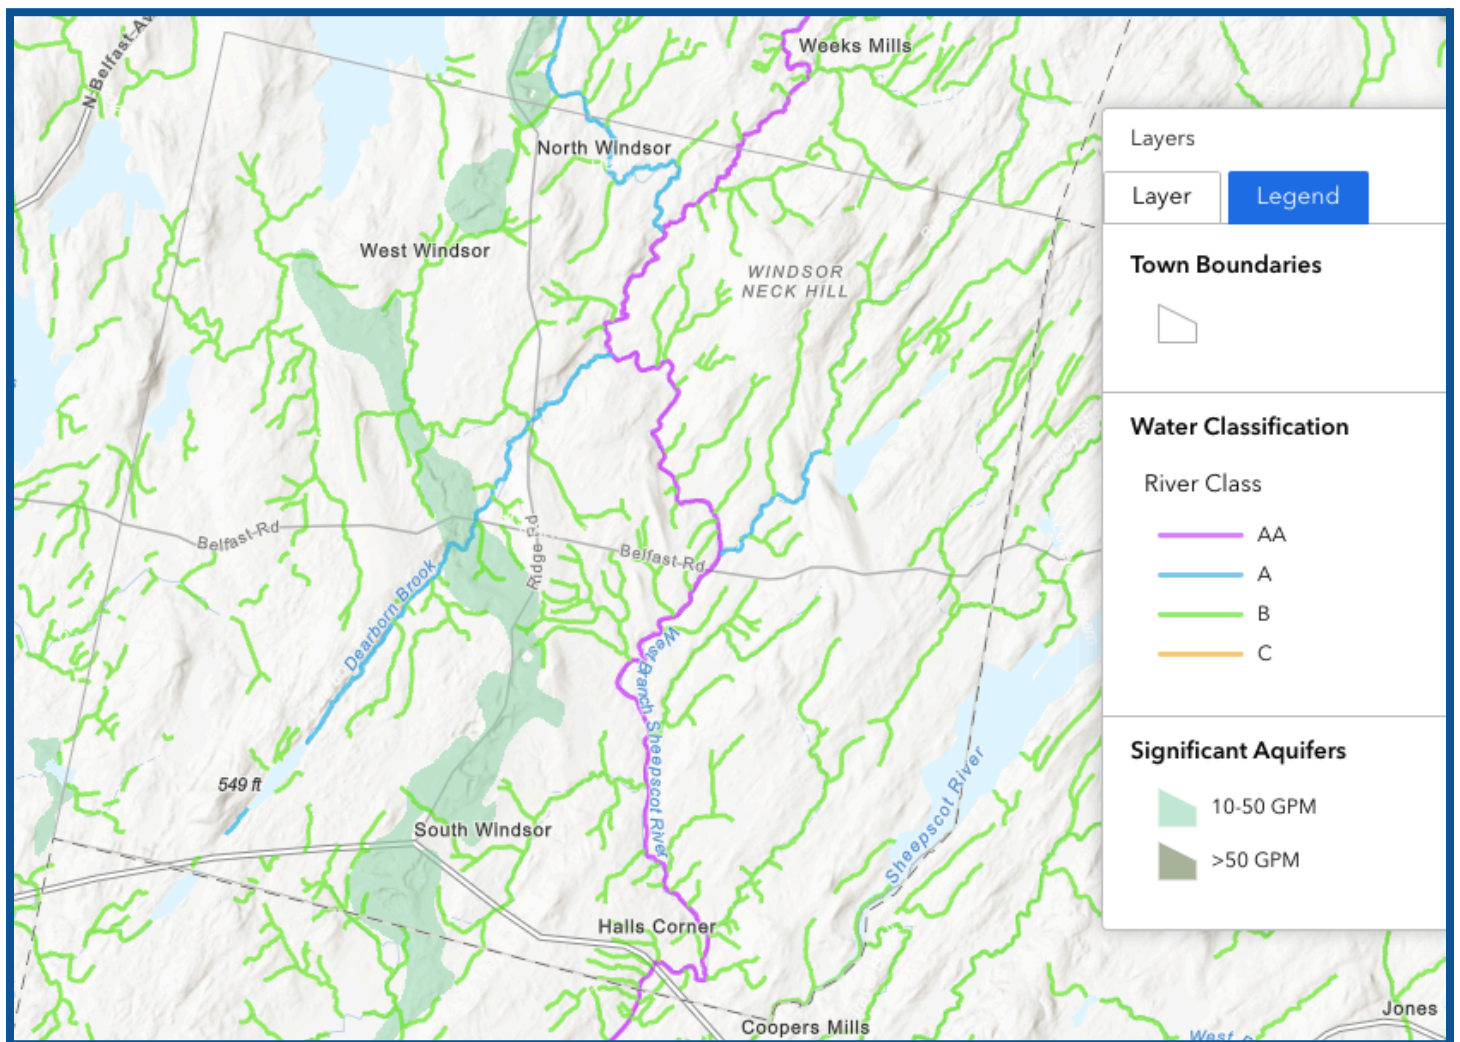 N Belfast Av
Weeks Mills
North Windsor
West Windsor
WINDSOR
NECK HILL
Belfast Rd
Ridge Rd
Belfast Rd
Dearborn Brook
West Branch Sheepscot River
549 ft
South Windsor
Sheepscot River
Halls Corner
Coopers Mills
Jones
West
Layers
Layer
Legend
Town Boundaries
Water Classification
River Class
AA
A
B
C
Significant Aquifers
10-50 GPM
>50 GPM